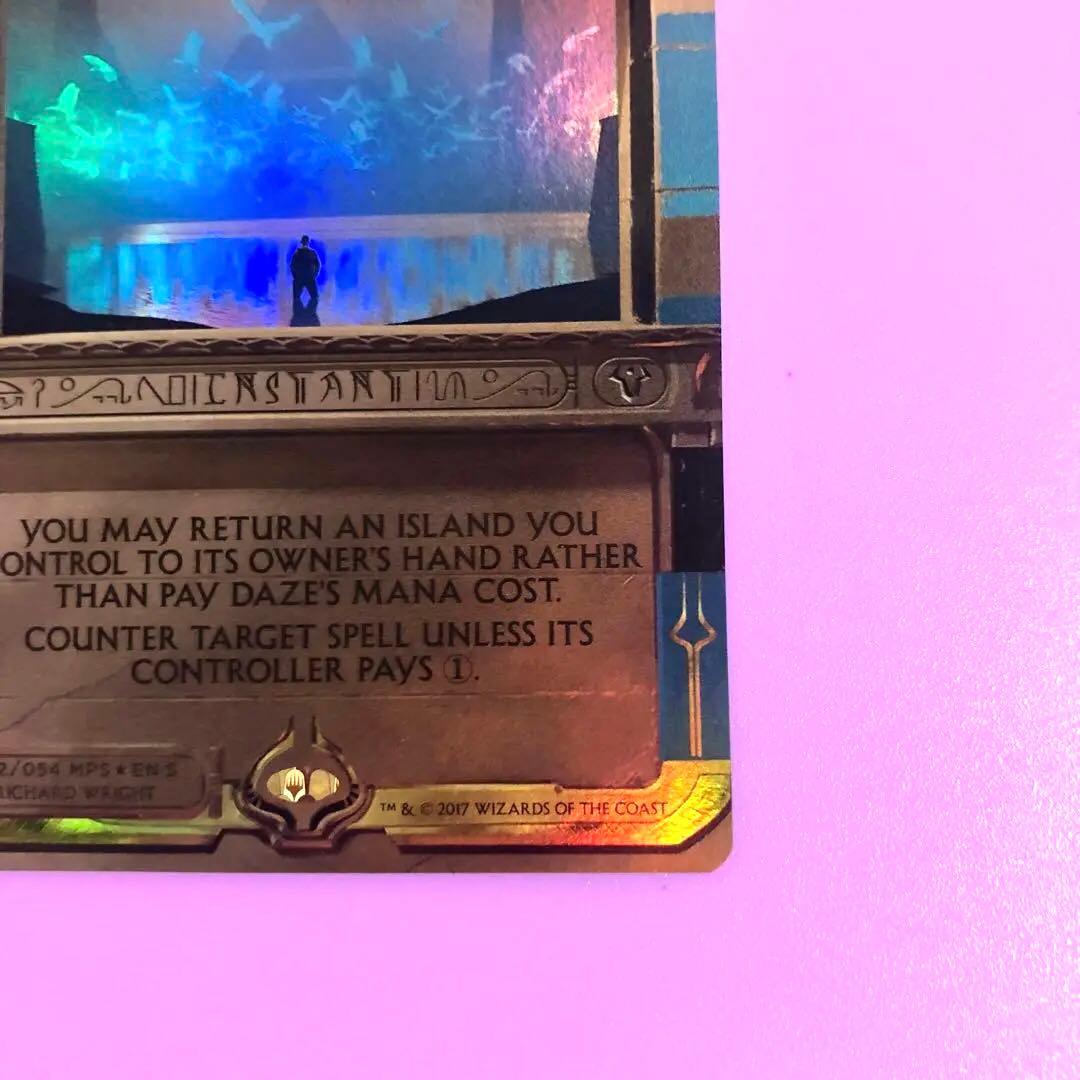 INSTANT
YOU MAY RETURN AN ISLAND YOU
ONTROL TO ITS OWNER'S HAND RATHER
THAN PAY DAZE'S MANA COST.
COUNTER TARGET SPELL UNLESS ITS
CONTROLLER PAYS ①.
2/054 MPS★EN S
RICHARD WRIGHT
™ & © 2017 WIZARDS OF THE COAST